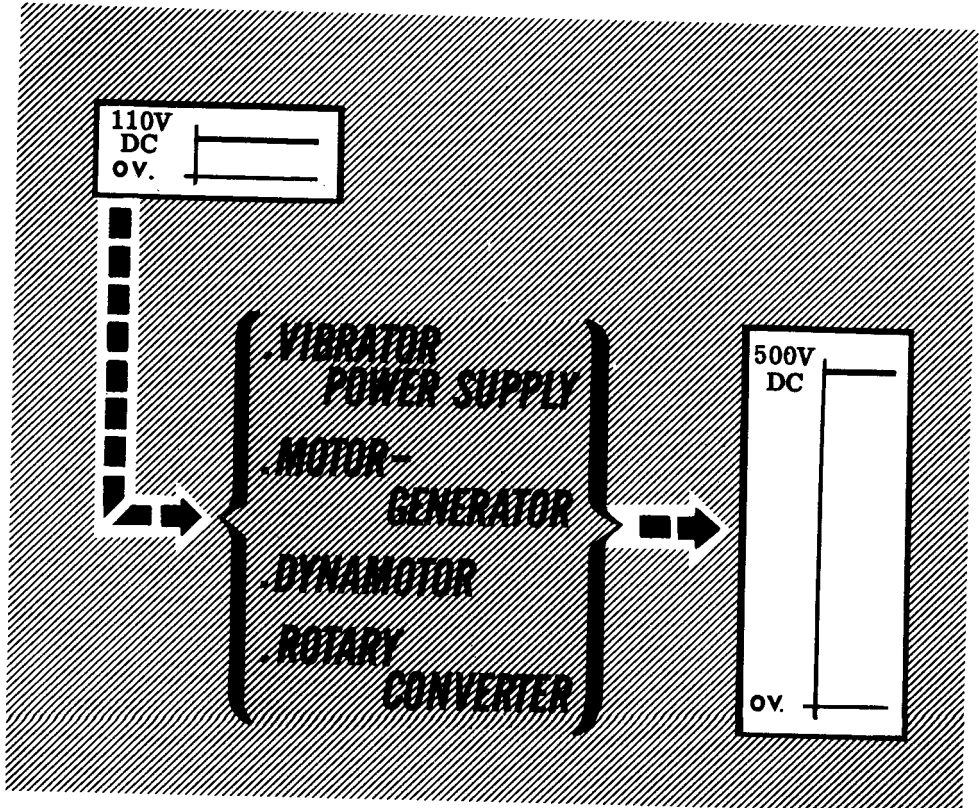 110V
DC
OV.
.VIBRATOR
POWER SUPPLY
.MOTOR-
GENERATOR
.DYNAMOTOR
.ROTARY
CONVERTER
500V
DC
OV.